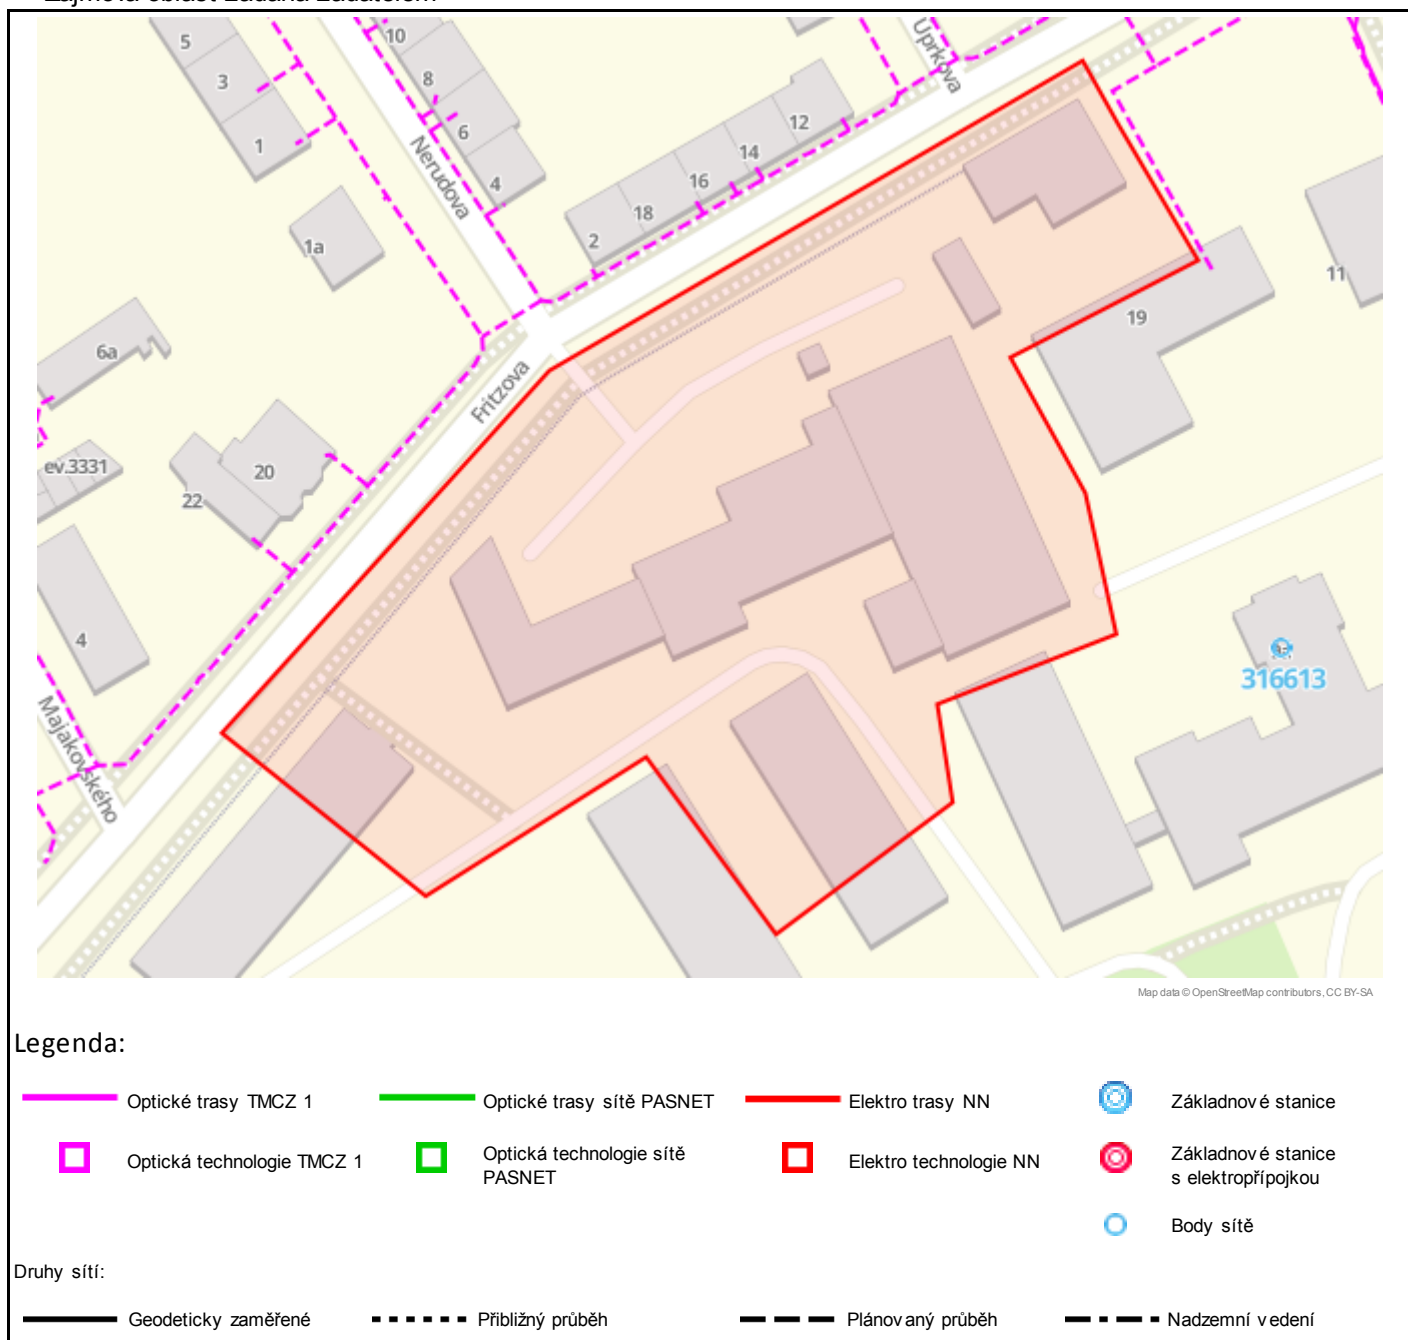 5
3
1
10
8
6
4
Nerudova
1a
Úprkova
12
14
16
18
2
6a
Fritzova
ev.3331
20
22
4
Majakovského
19
11
316613
Map data © OpenStreetMap contributors, CC BY-SA
Legenda:
Optické trasy TMCZ 1
Optické trasy sítě PASNET
Elektro trasy NN
Základnové stanice
Optická technologie TMCZ 1
Optická technologie sítě
PASNET
Elektro technologie NN
Základnové stanice
s elektropřípojkou
Body sítě
Druhy sítí:
Geodeticky zaměřené
Přibližný průběh
Plánovaný průběh
Nadzemní vedení